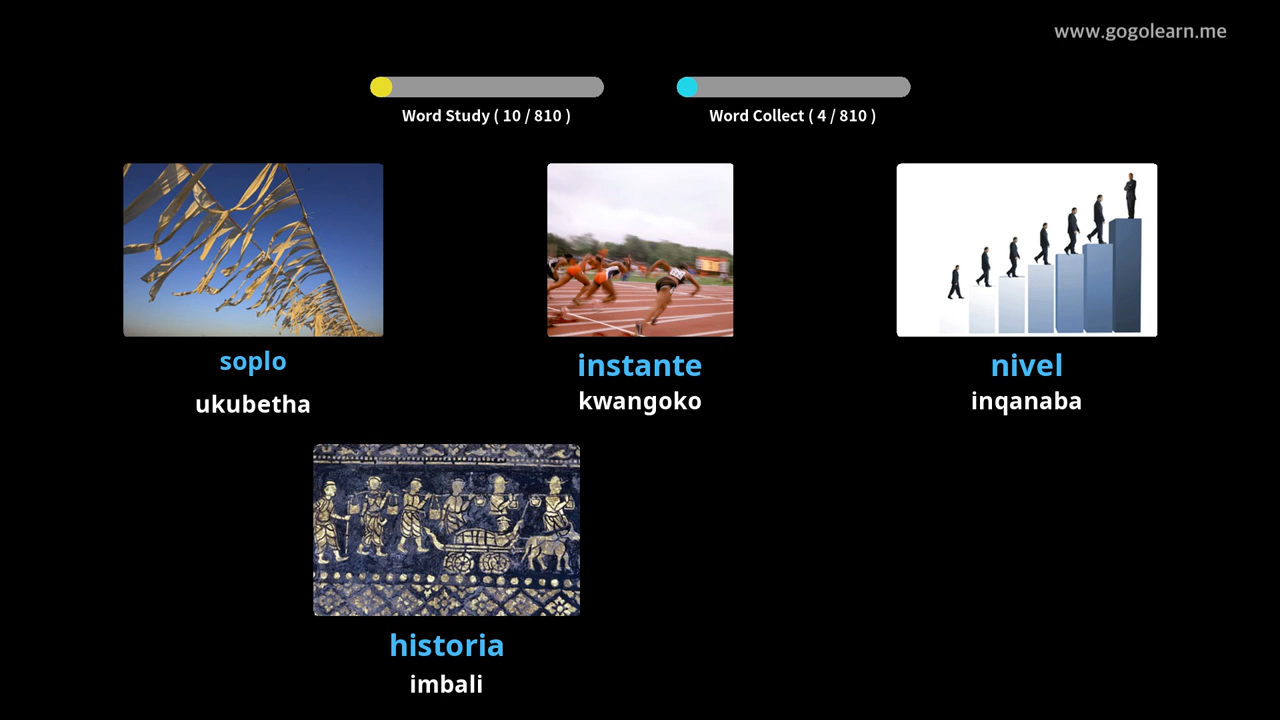 www.gogolearn.me
Word Study ( 10 / 810 )
Word Collect ( 4 / 810 )
soplo
ukubetha
instante
kwangoko
nivel
inqanaba
historia
imbali